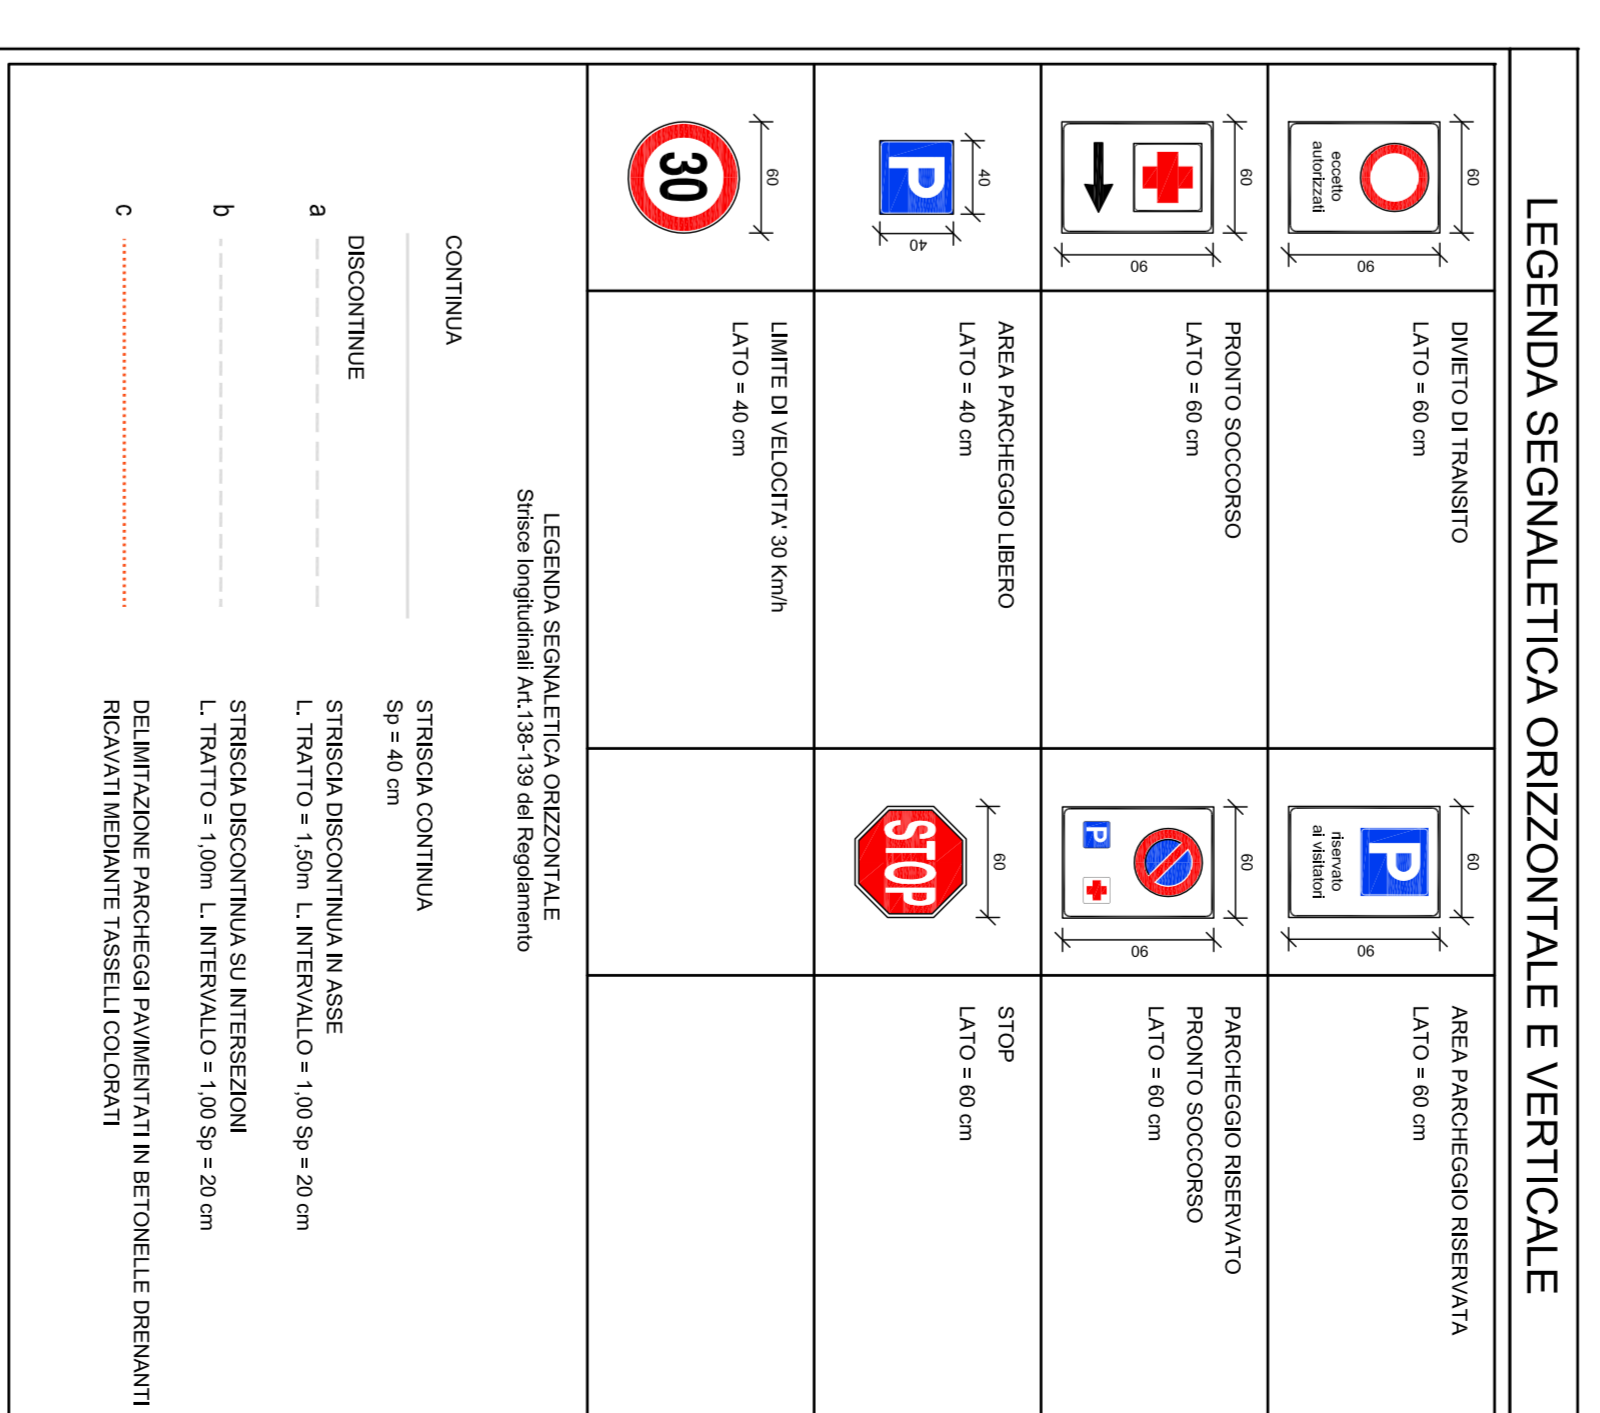 LEGENDA SEGNALETICA ORIZZONTALE E VERTICALE
60
eccetto
autorizzati
90
DIVIETO DI TRANSITO
LATO = 60 cm
60
P
riservato
ai visitatori
90
AREA PARCHEGGIO RISERVATA
LATO = 60 cm
60
90
PRONTO SOCCORSO
LATO = 60 cm
60
P
90
PARCHEGGIO RISERVATO
PRONTO SOCCORSO
LATO = 60 cm
40
P
40
AREA PARCHEGGIO LIBERO
LATO = 40 cm
60
STOP
STOP
LATO = 60 cm
60
30
LIMITE DI VELOCITA' 30 Km/h
LATO = 40 cm
LEGENDA SEGNALETICA ORIZZONTALE
Strisce longitudinali Art.138-139 del Regolamento
CONTINUA
STRISCIA CONTINUA
Sp = 40 cm
DISCONTINUE
a
STRISCIA DISCONTINUA IN ASSE
L. TRATTO = 1,50m L. INTERVALLO = 1,00 Sp = 20 cm
b
STRISCIA DISCONTINUA SU INTERSEZIONI
L. TRATTO = 1,00m L. INTERVALLO = 1,00 Sp = 20 cm
c
DELIMITAZIONE PARCHEGGI PAVIMENTATI IN BETONELLE DRENANTI
RICAVATI MEDIANTE TASSELLI COLORATI